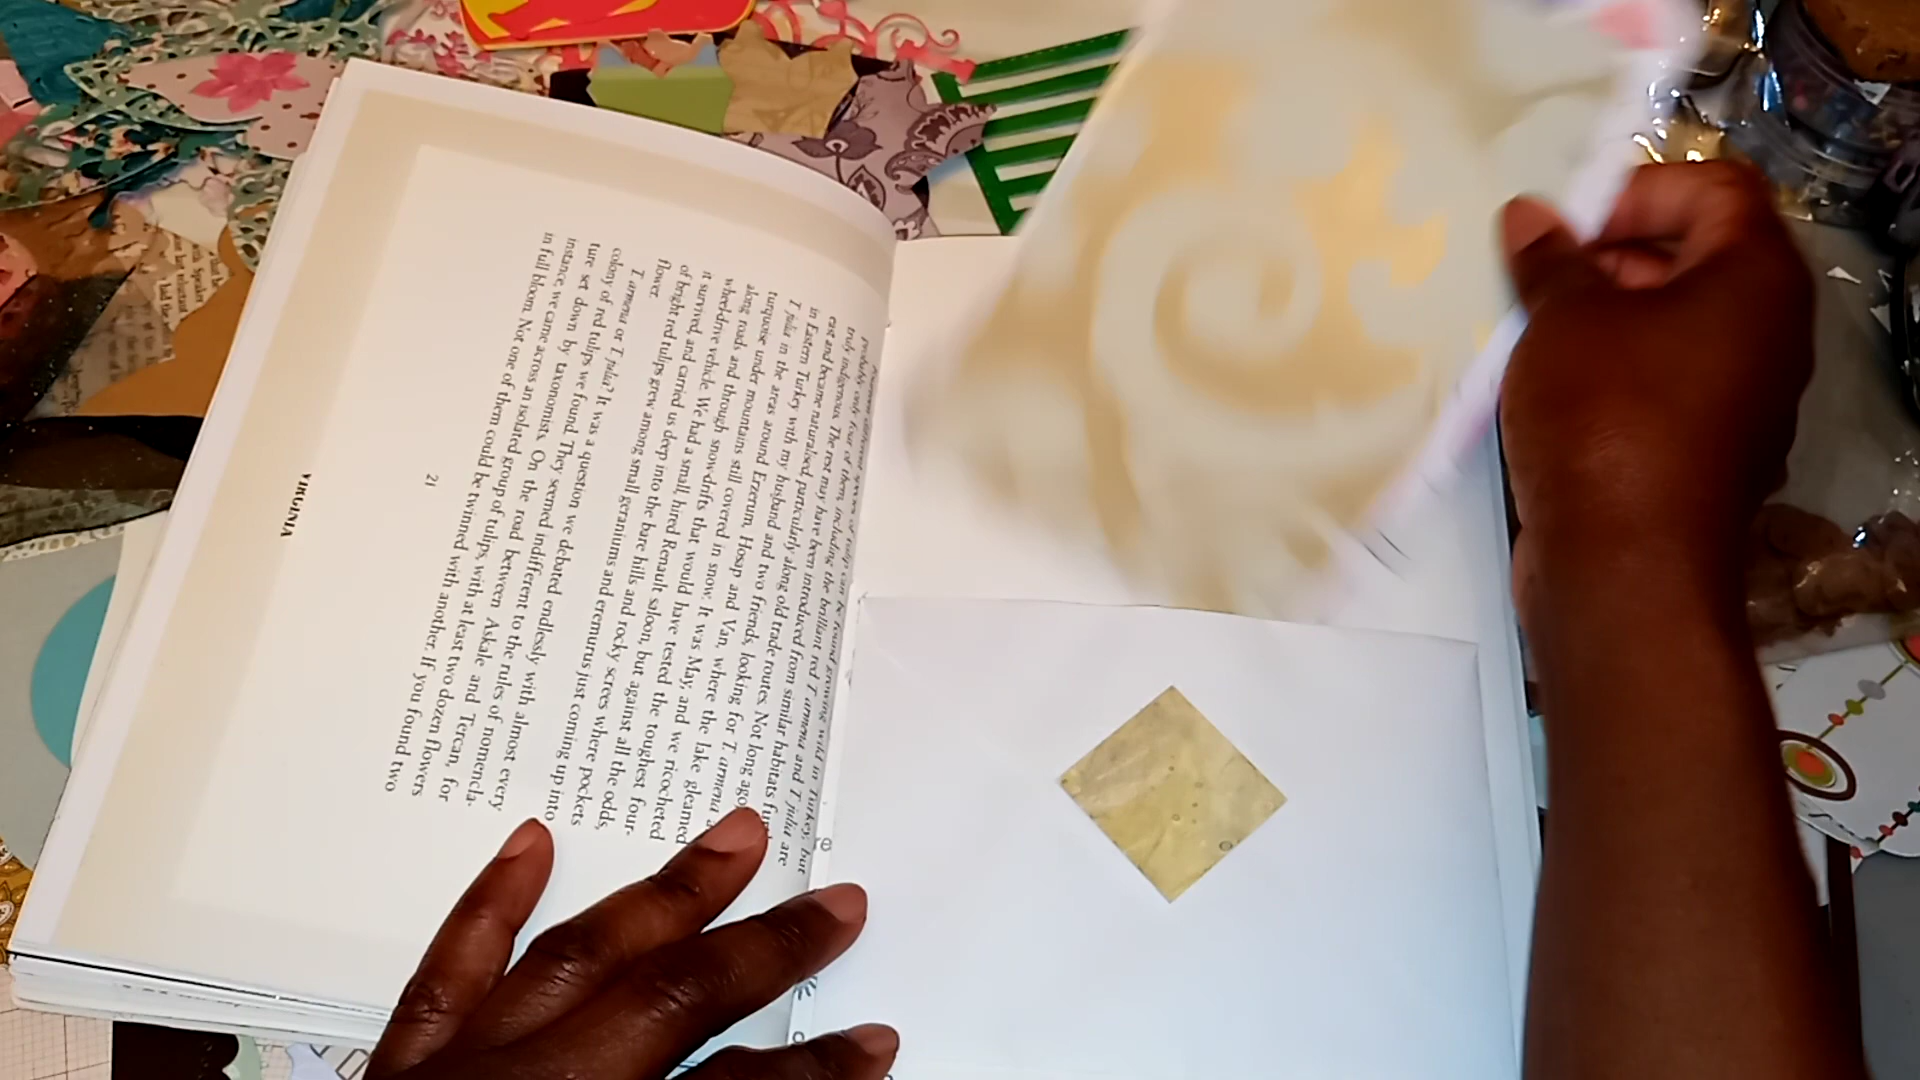 probably only four of them, including the brilliant red T. armena and T. julia are
truly indigenous. The rest may have been introduced from similar habitats further
east and became naturalised, particularly along old trade routes. Not long ago
in Eastern Turkey with my husband and two friends, looking for T. armena
T. julia in the areas around Erzerum, Hosap and Van, where the lake gleamed
turquoise under mountains still covered in snow. It was May, and we ricocheted
along roads and through snowdrifts that would have tested the toughest four-
wheel-drive vehicle. We had a small, hired Renault saloon, but against all the odds,
it survived, and carried us deep into the bare hills and rocky screes where pockets
of bright red tulips grew among small geraniums and eremurus just coming up into
flower.
T. armena or T. julia? It was a question we debated endlessly with almost every
colony of red tulips we found. They seemed indifferent to the rules of nomencla-
ture set down by taxonomists. On the road between Askale and Tercan, for
instance, we came across an isolated group of tulips, with at least two dozen flowers
in full bloom. Not one of them could be twinned with another. If you found two
21
VIRGINIA
re